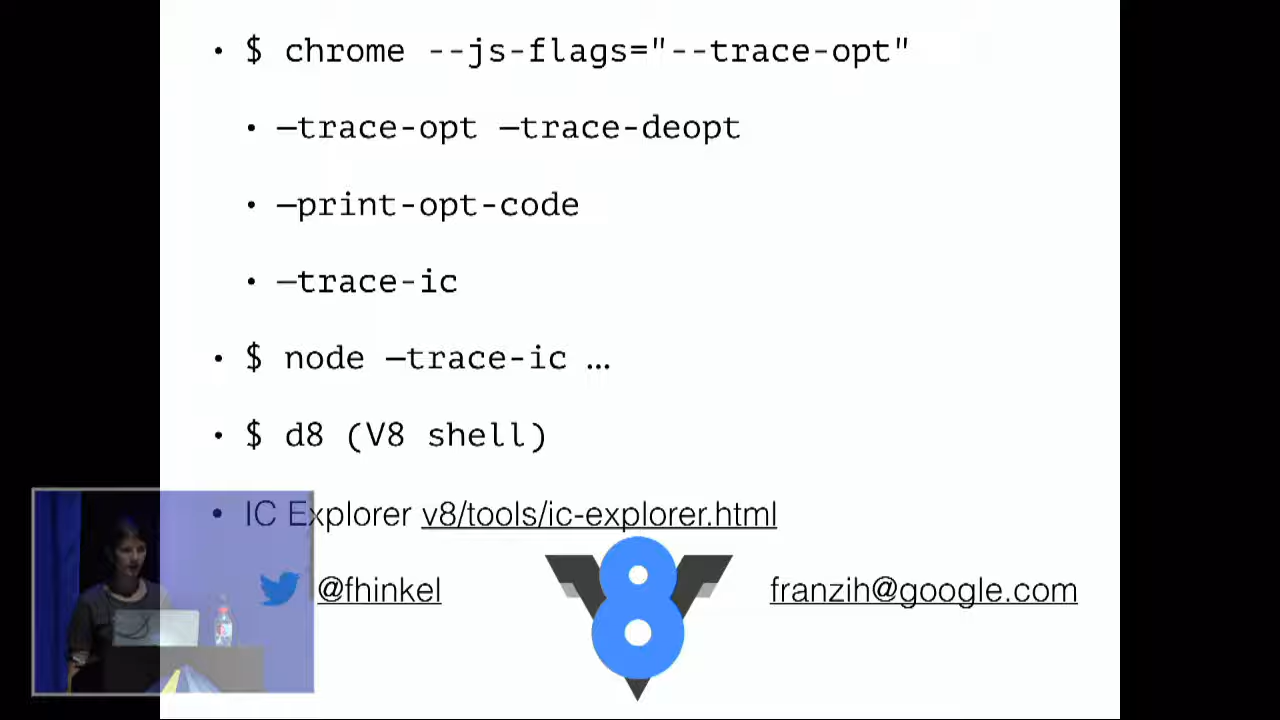 • $ chrome --js-flags="--trace-opt"
• —trace-opt —trace-deopt
• —print-opt-code
• —trace-ic
• $ node —trace-ic …
• $ d8 (V8 shell)
• IC Explorer v8/tools/ic-explorer.html
@fhinkel
V8
franzih@google.com